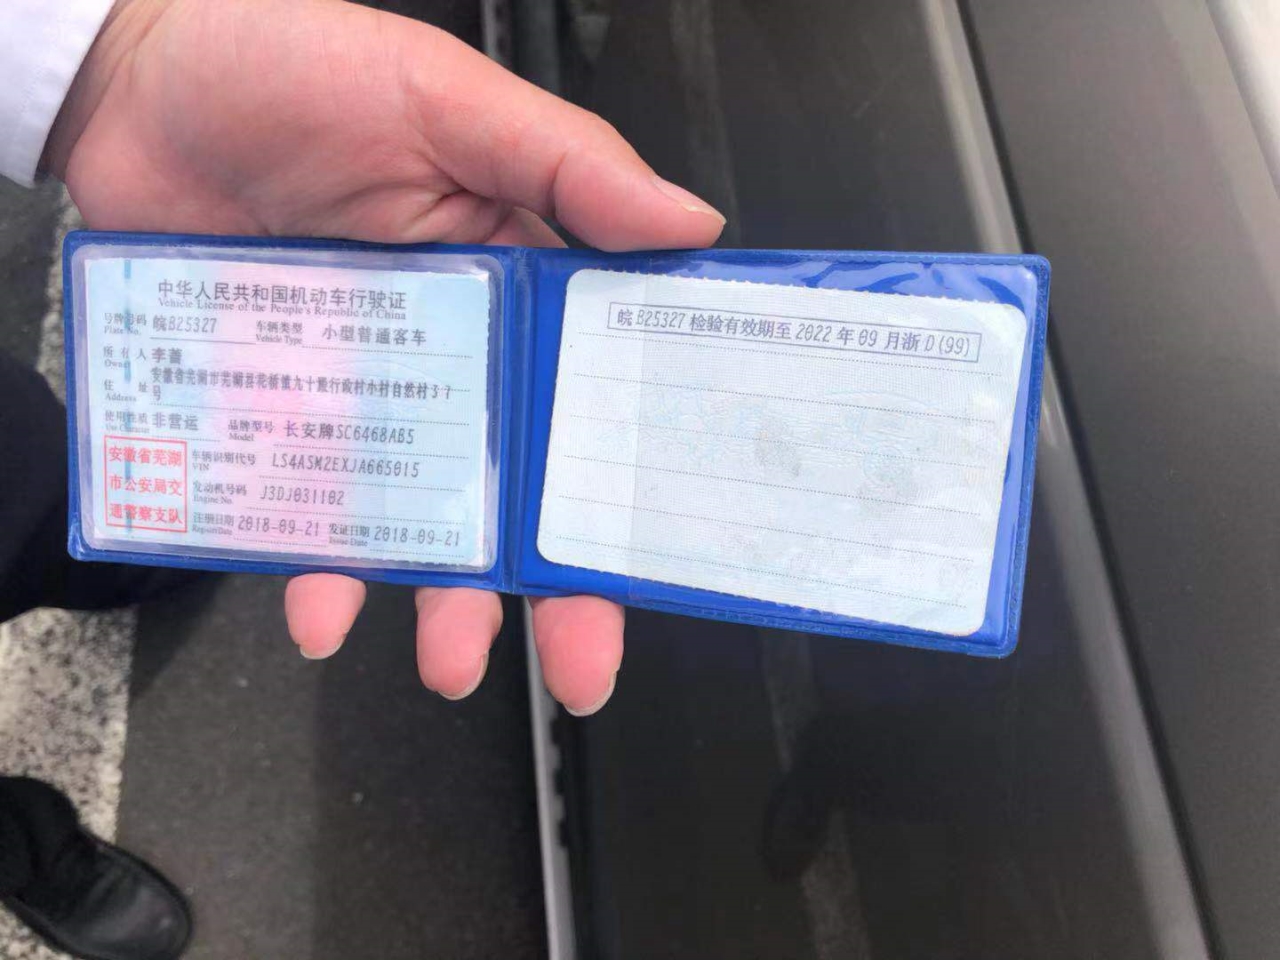 中华人民共和国机动车行驶证
Vehicle License of the People's Republic of China
号牌号码 皖B25327 车辆类型 小型普通客车
Plate No. Vehicle Type
所有人 李蔷
Owner
住址 安徽省芜湖市芜湖县花桥镇九十殿行政村小村自然村37
Address 号
使用性质 非营运 品牌型号 长安牌SC6468AB5
Use Character Model
安徽省芜湖
市公安局交
通警察支队
车辆识别代号 LS4ASM2EXJA665015
VIN
发动机号码 J3DJ031102
Engine No.
注册日期 2018-09-21 发证日期 2018-09-21
Register Date Issue Date
皖B25327检验有效期至2022年09月浙D(99)